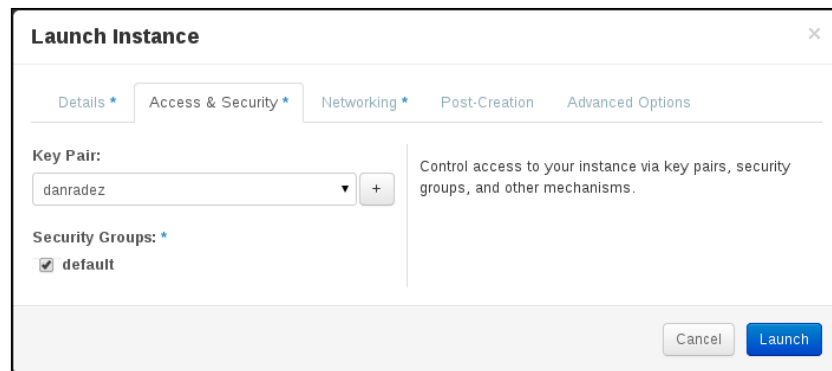 Launch Instance ×
Details * Access & Security * Networking * Post-Creation Advanced Options
Key Pair:
danradez +
Control access to your instance via key pairs, security
groups, and other mechanisms.
Security Groups: *
default
Cancel Launch